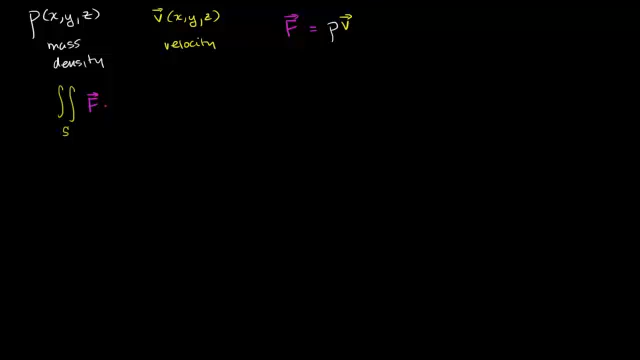 ρ(x,y,z) v⃗(x,y,z) F⃗ = ρv⃗
mass velocity
density
∬ F⃗ ·
S